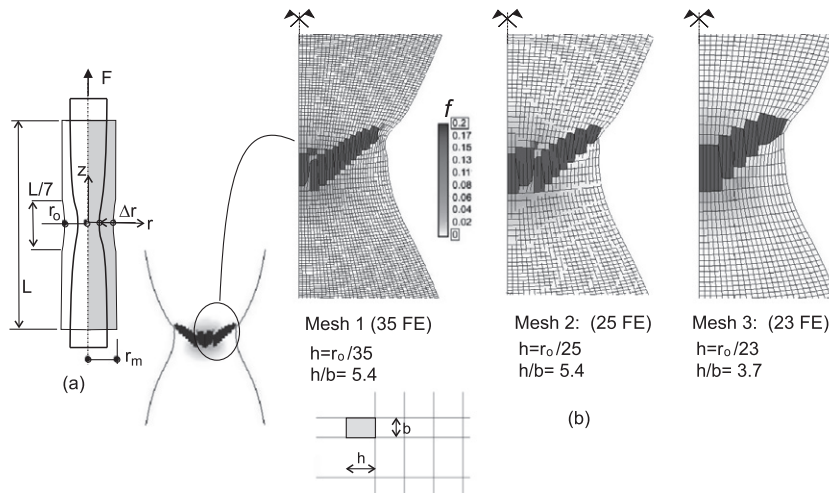 F
z
L/7
r₀
Δr
r
L
rₘ
(a)
f
0.2
0.17
0.15
0.13
0.11
0.08
0.06
0.04
0.02
0
Mesh 1 (35 FE)
h=r₀/35
h/b= 5.4
Mesh 2: (25 FE)
h=r₀/25
h/b= 5.4
Mesh 3: (23 FE)
h=r₀/23
h/b= 3.7
b
h
(b)